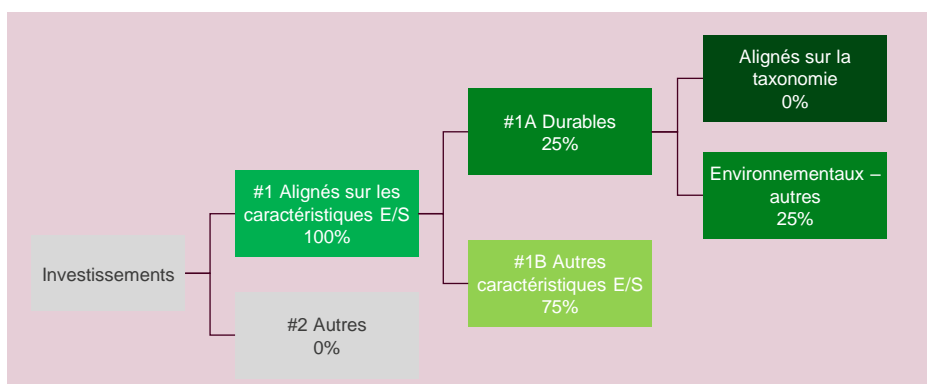 Investissements
#1 Alignés sur les
caractéristiques E/S
100%
#2 Autres
0%
#1A Durables
25%
#1B Autres
caractéristiques E/S
75%
Alignés sur la
taxonomie
0%
Environnementaux –
autres
25%